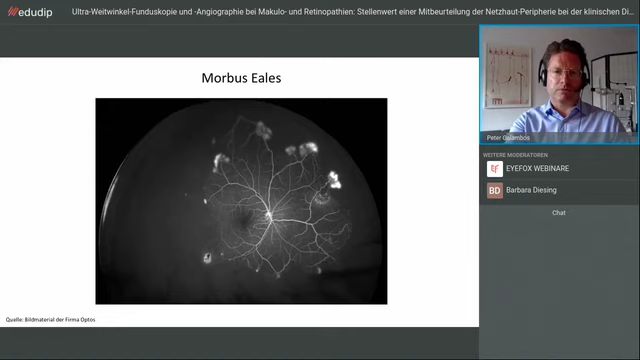 edudip
Ultra-Weitwinkel-Funduskopie und -Angiographie bei Makulo- und Retinopathien: Stellenwert einer Mitbeurteilung der Netzhaut-Peripherie bei der klinischen Di...
Morbus Eales
Quelle: Bildmaterial der Firma Optos
Peter Galambos
WEITERE MODERATOREN
EF
EYEFOX WEBINARE
BD
Barbara Diesing
Chat